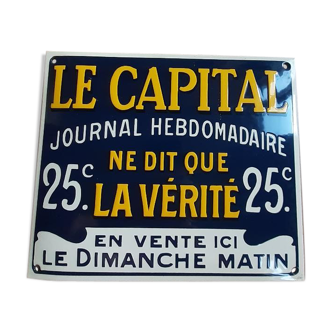 LE CAPITAL
JOURNAL HEBDOMADAIRE
NE DIT QUE
25c. LA VÉRITÉ 25c.
EN VENTE ICI
LE DIMANCHE MATIN